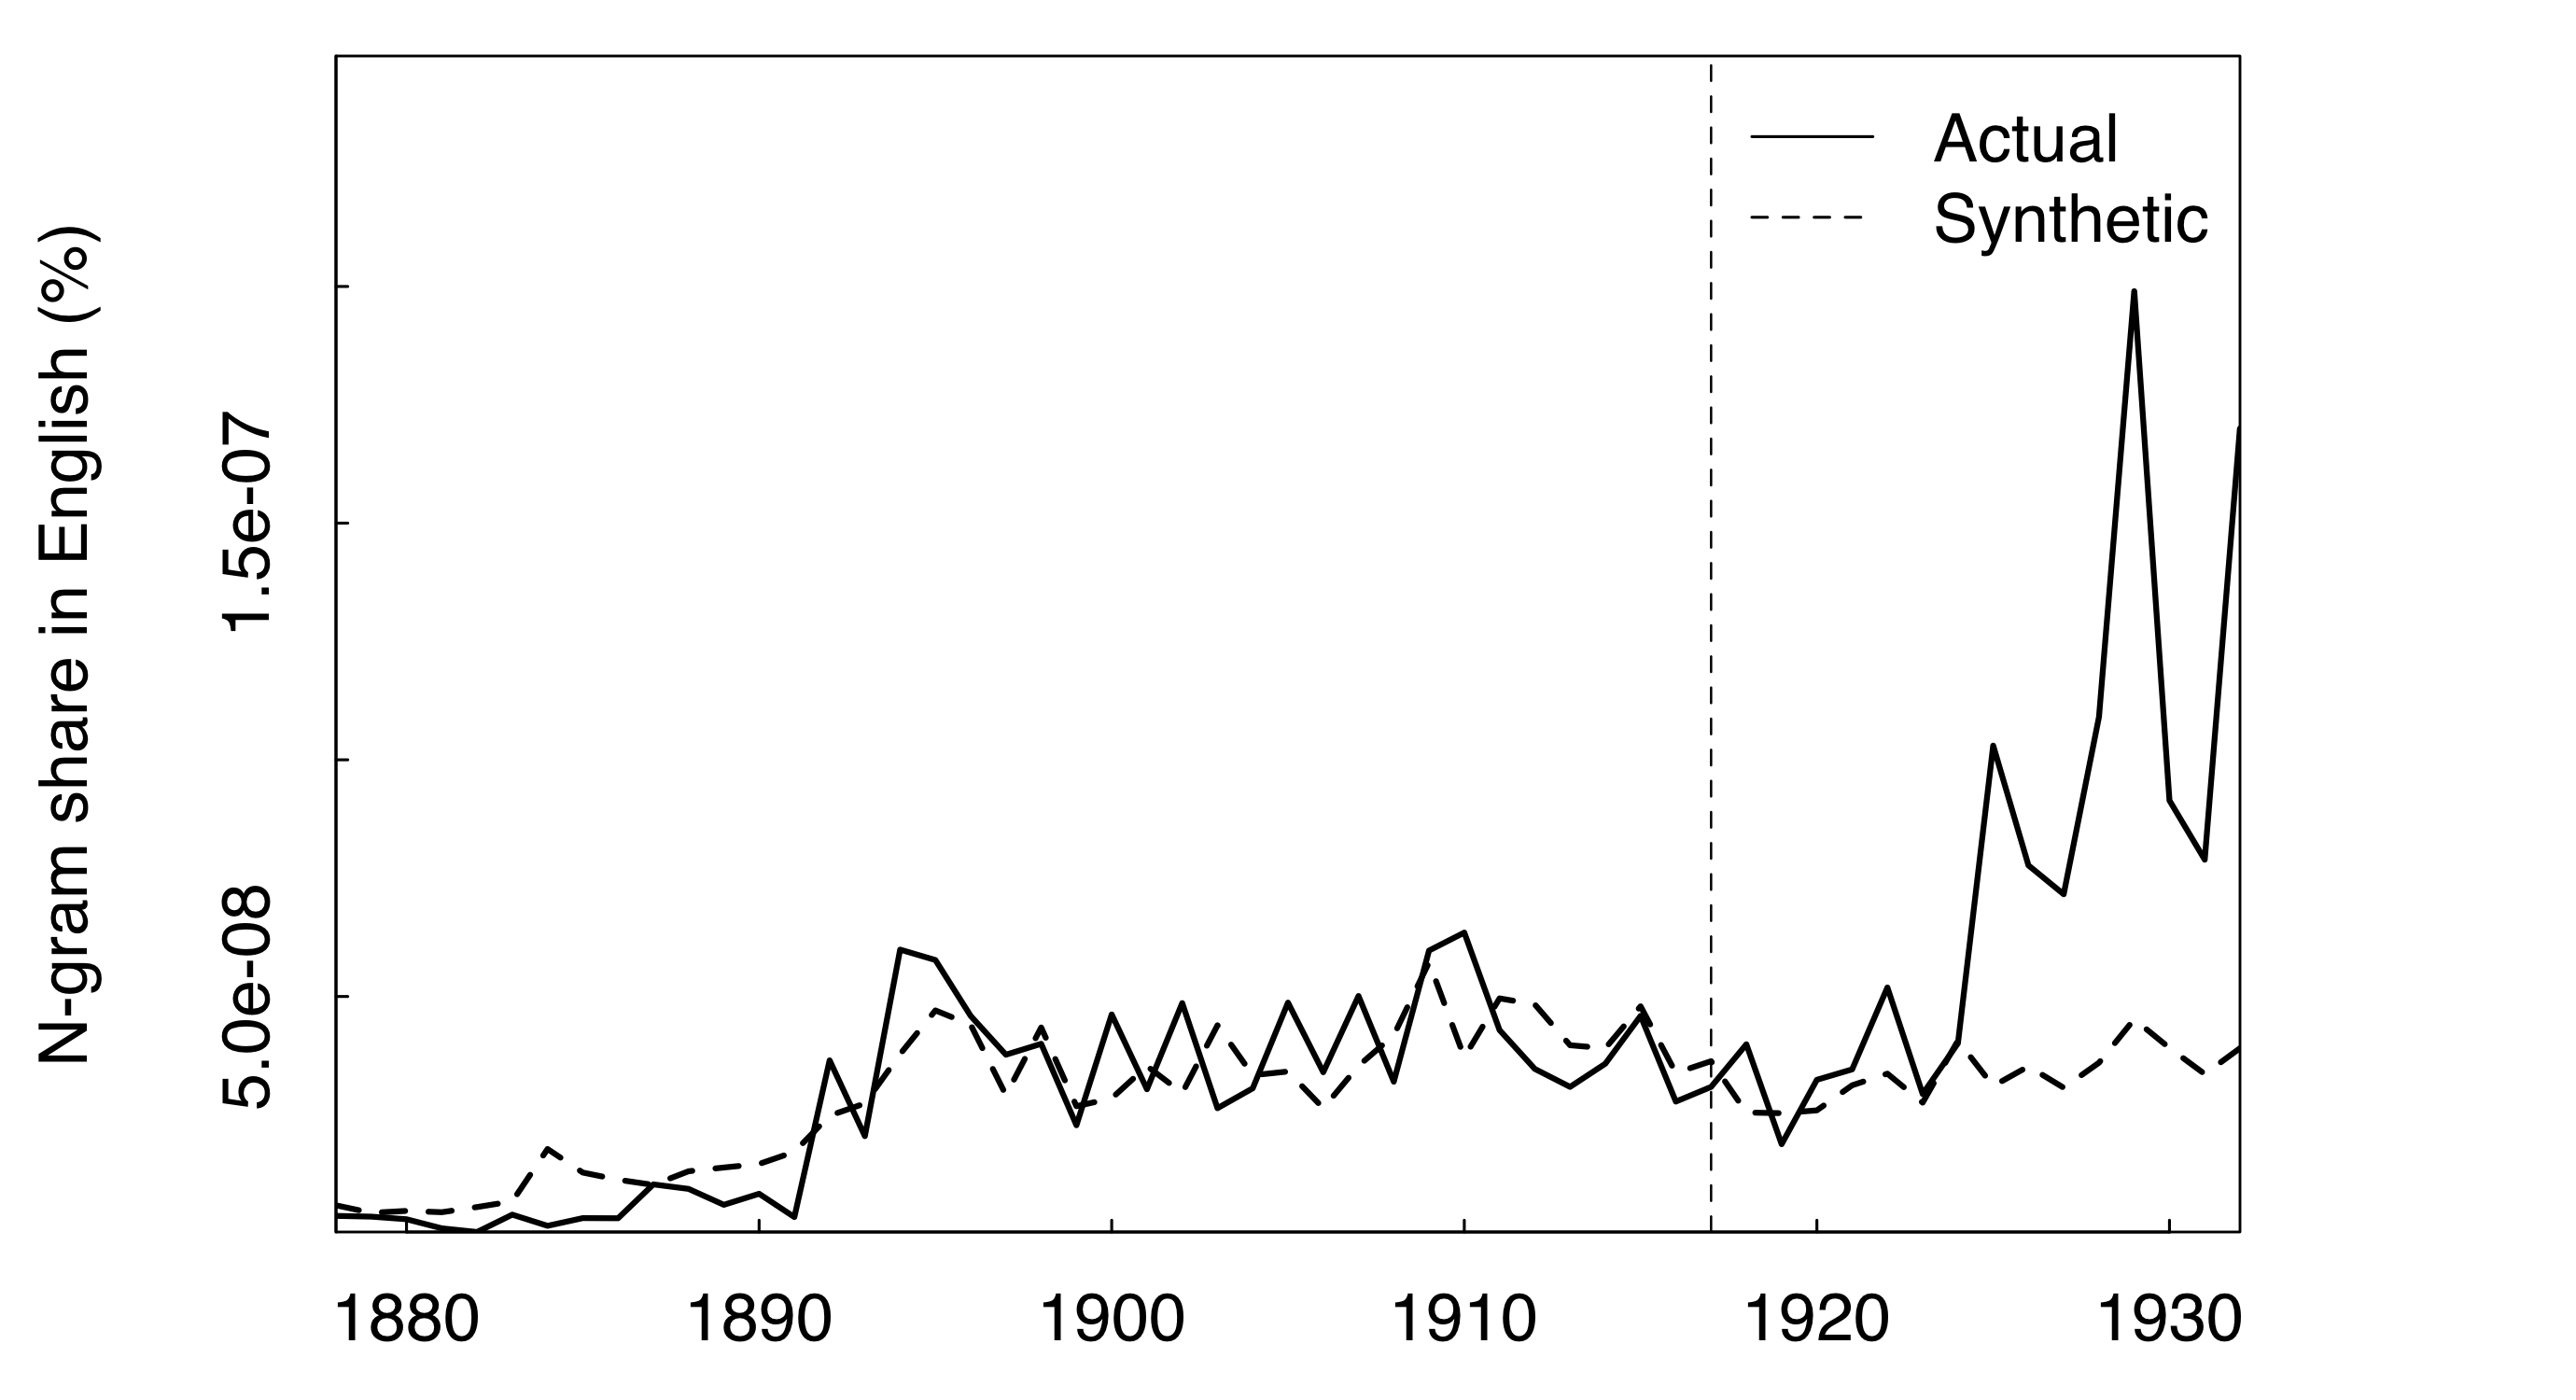 Actual
Synthetic
N-gram share in English (%)
1.5e-07
5.0e-08
1880 1890 1900 1910 1920 1930